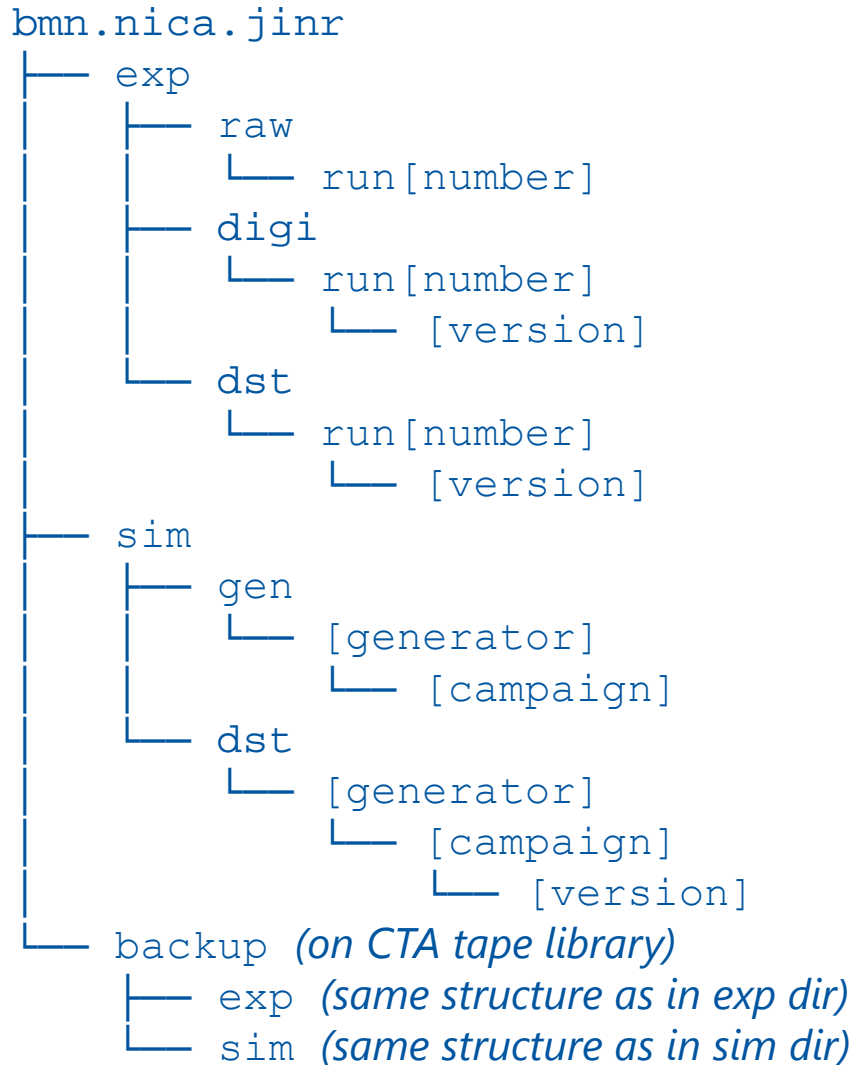 bmn.nica.jinr
exp
raw
run[number]
digi
run[number]
[version]
dst
run[number]
[version]
sim
gen
[generator]
[campaign]
dst
[generator]
[campaign]
[version]
backup (on CTA tape library)
exp (same structure as in exp dir)
sim (same structure as in sim dir)